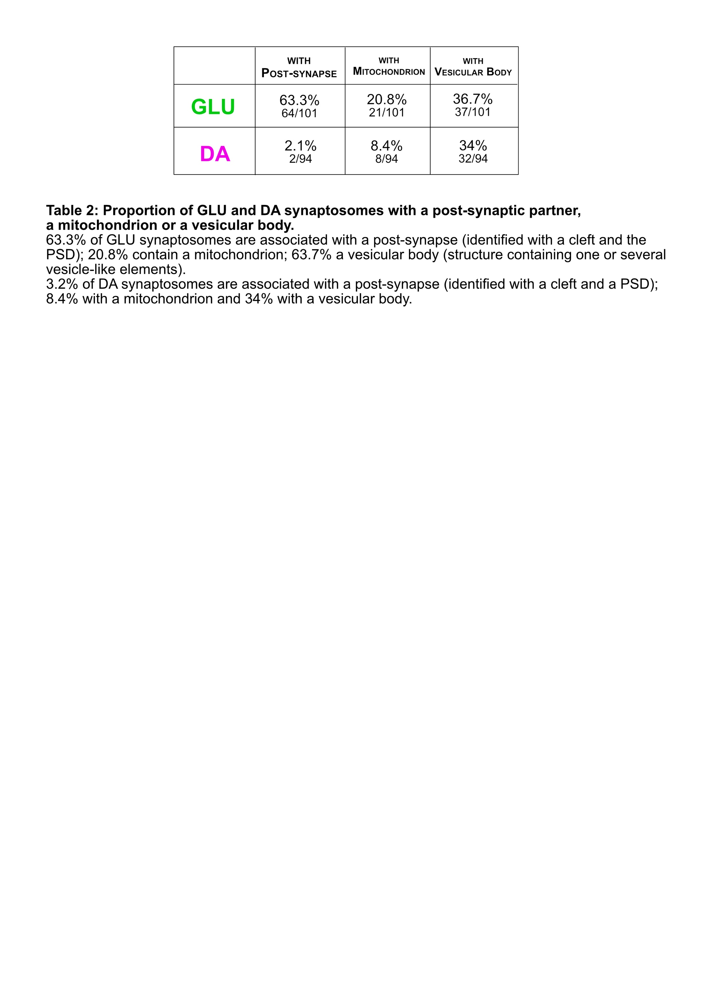 WITH POST-SYNAPSE WITH MITOCHONDRION WITH VESICULAR BODY
GLU 63.3% 64/101 20.8% 21/101 36.7% 37/101
DA 2.1% 2/94 8.4% 8/94 34% 32/94
Table 2: Proportion of GLU and DA synaptosomes with a post-synaptic partner,
a mitochondrion or a vesicular body.
63.3% of GLU synaptosomes are associated with a post-synapse (identified with a cleft and the
PSD); 20.8% contain a mitochondrion; 63.7% a vesicular body (structure containing one or several
vesicle-like elements).
3.2% of DA synaptosomes are associated with a post-synapse (identified with a cleft and a PSD);
8.4% with a mitochondrion and 34% with a vesicular body.